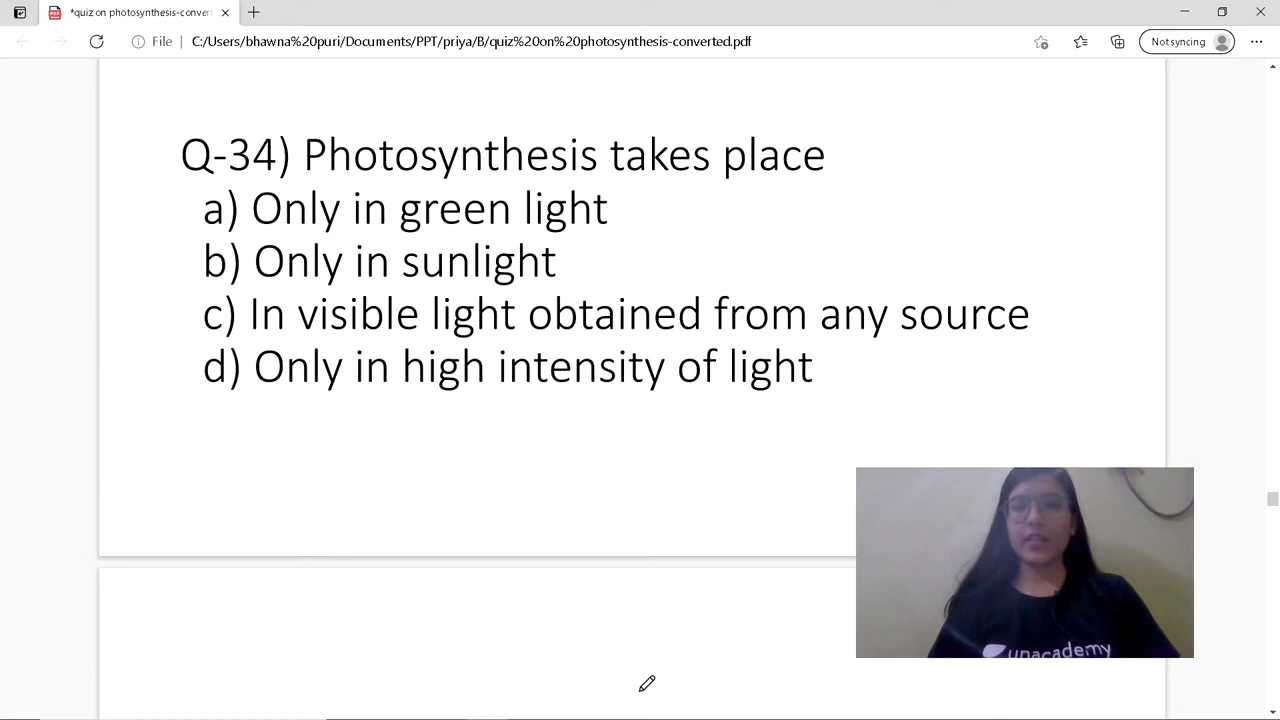 *quiz on photosynthesis-convert
File
C:/Users/bhawna%20puri/Documents/PPT/priya/B/quiz%20on%20photosynthesis-converted.pdf
Not syncing
Q-34) Photosynthesis takes place
a) Only in green light
b) Only in sunlight
c) In visible light obtained from any source
d) Only in high intensity of light
unacademy